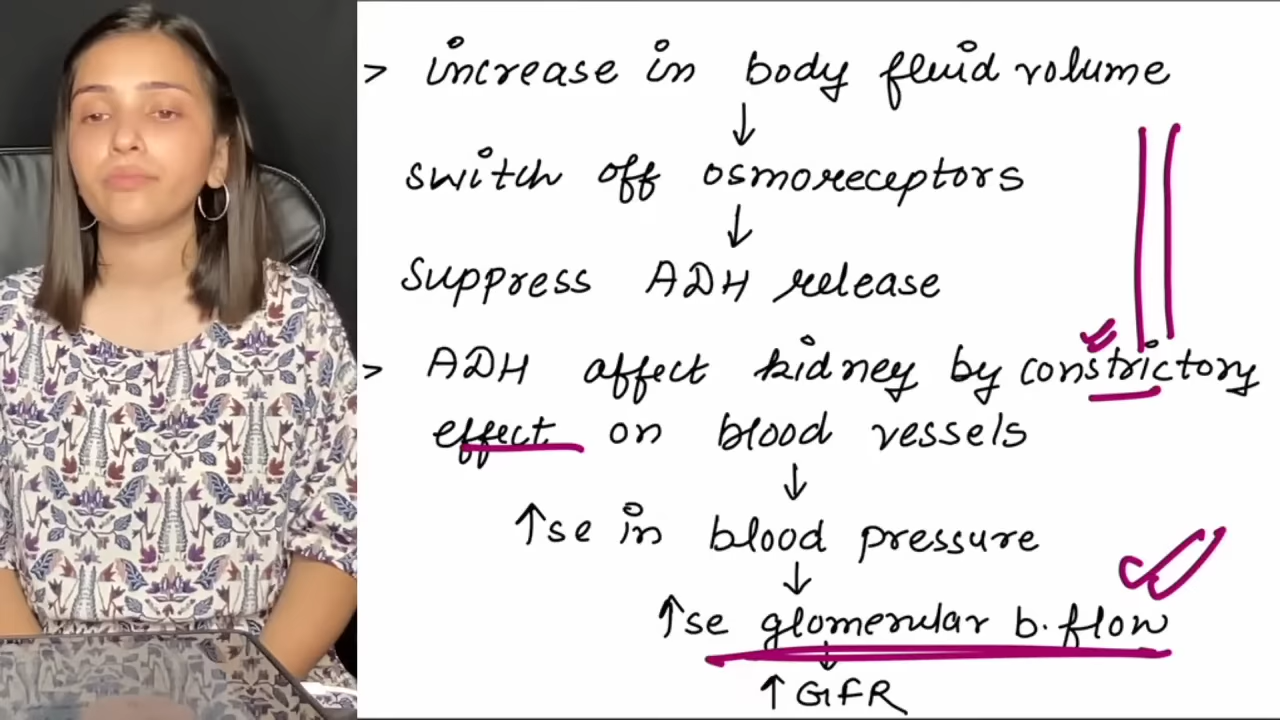 > increase in body fluid volume
↓
switch off osmoreceptors
↓
suppress ADH release
> ADH affect kidney by constrictory
effect on blood vessels
↓
↑se in blood pressure
↓
↑se glomerular b. flow
↓
↑ GFR